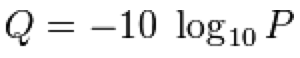 Q = −10 log₁₀ P